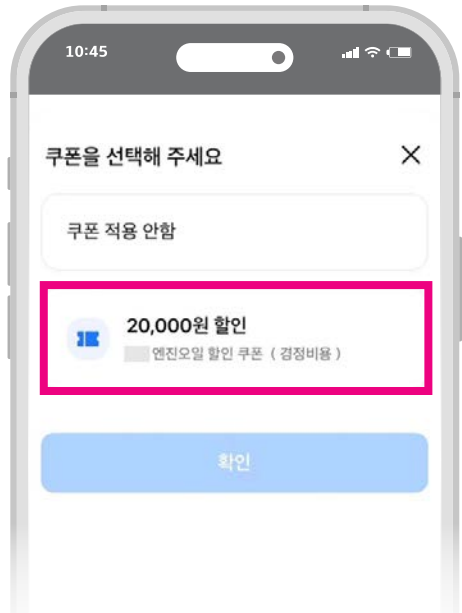 10:45
쿠폰을 선택해 주세요
쿠폰 적용 안함
20,000원 할인
엔진오일 할인 쿠폰 ( 경정비용 )
확인